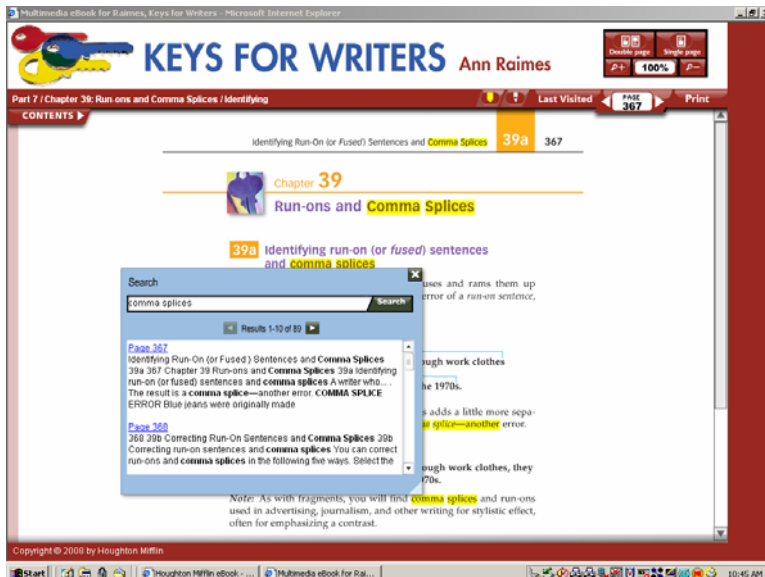 Multimedia eBook for Raimes, Keys for Writers - Microsoft Internet Explorer
KEYS FOR WRITERS Ann Raimes
Double page Single page
100%
Part 7 / Chapter 39: Run-ons and Comma Splices / Identifying
Last Visited PAGE 367 Print
CONTENTS
Identifying Run-On (or Fused) Sentences and Comma Splices 39a 367
Chapter 39
Run-ons and Comma Splices
39a Identifying run-on (or fused) sentences
and comma splices
uses and rams them up
error of a run-on sentence,
ough work clothes
he 1970s.
s adds a little more sepa-
splice—another error.
ough work clothes, they
70s.
Note: As with fragments, you will find comma splices and run-ons
used in advertising, journalism, and other writing for stylistic effect,
often for emphasizing a contrast.
Search
comma splices Search
Results 1-10 of 89
Page 367
Identifying Run-On (or Fused ) Sentences and Comma Splices
39a 367 Chapter 39 Run-ons and Comma Splices 39a Identifying
run-on (or fused) sentences and comma splices A writer who... .
The result is a comma splice—another error. COMMA SPLICE
ERROR Blue jeans were originally made
Page 368
368 39b Correcting Run-On Sentences and Comma Splices 39b
Correcting run-on sentences and comma splices You can correct
run-ons and comma splices in the following five ways. Select the
Copyright © 2008 by Houghton Mifflin
Start Houghton Mifflin eBook - ... Multimedia eBook for Rai... 10:45 AM